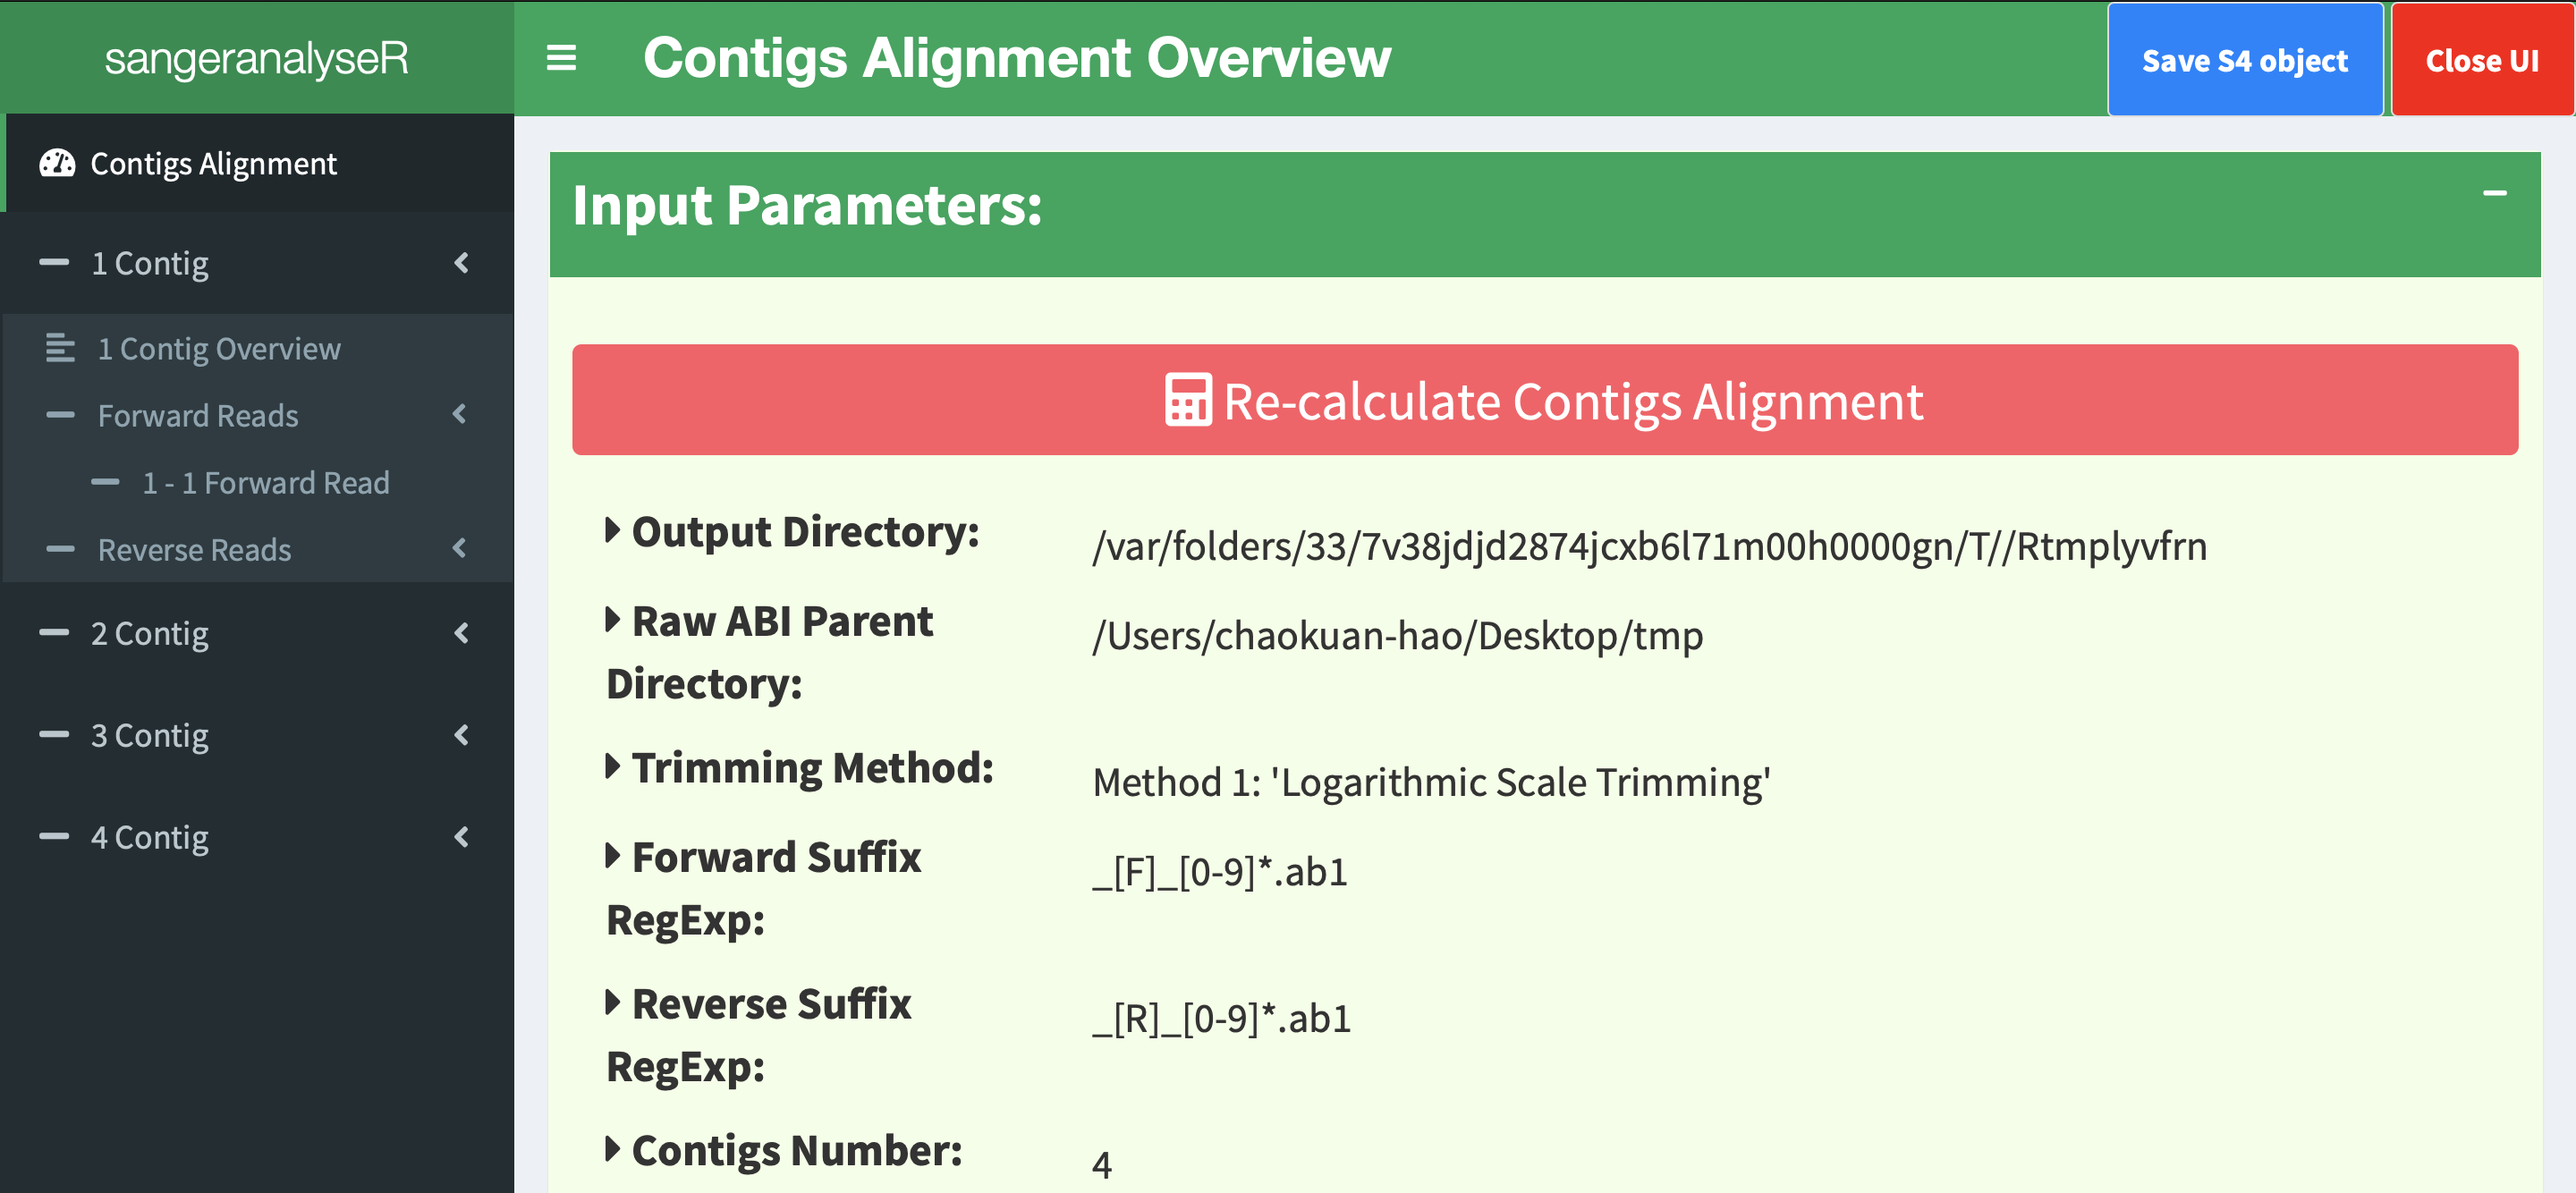 sangeranalyseR
Contigs Alignment Overview
Save S4 object
Close UI
Contigs Alignment
1 Contig
1 Contig Overview
Forward Reads
1 - 1 Forward Read
Reverse Reads
2 Contig
3 Contig
4 Contig
Input Parameters:
Re-calculate Contigs Alignment
Output Directory:
/var/folders/33/7v38jdjd2874jcxb6l71m00h0000gn/T//Rtmplyvfrn
Raw ABI Parent
Directory:
/Users/chaokuan-hao/Desktop/tmp
Trimming Method:
Method 1: 'Logarithmic Scale Trimming'
Forward Suffix
RegExp:
_[F]_[0-9]*.ab1
Reverse Suffix
RegExp:
_[R]_[0-9]*.ab1
Contigs Number:
4